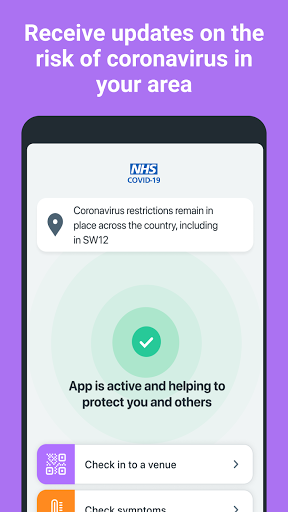 Receive updates on the
risk of coronavirus in
your area
NHS
COVID-19
Coronavirus restrictions remain in
place across the country, including
in SW12
App is active and helping to
protect you and others
Check in to a venue
Check symptoms